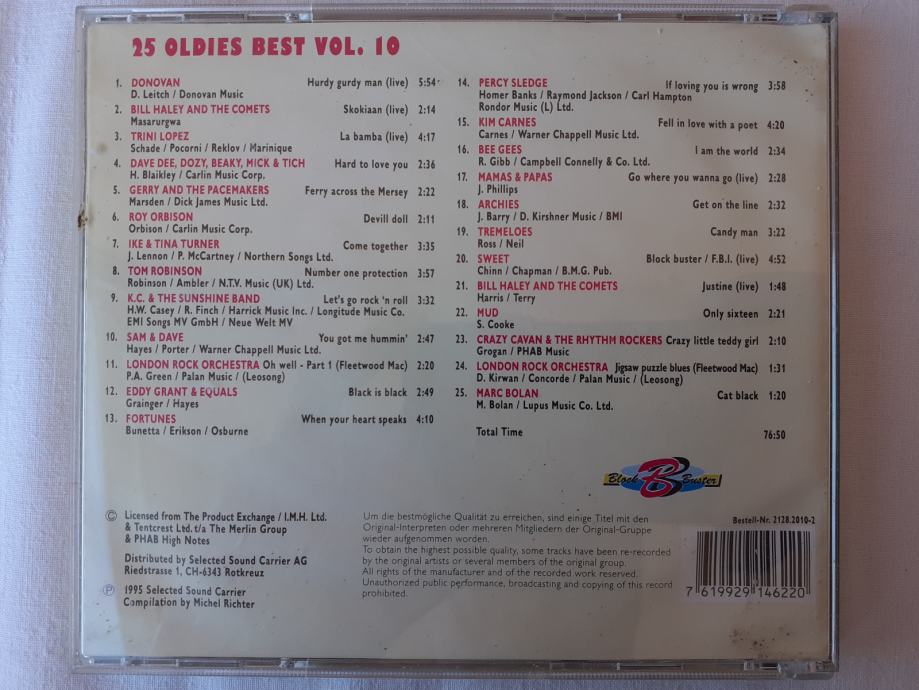 25 OLDIES BEST VOL. 10
1. DONOVAN Hurdy gurdy man (live) 5:54
D. Leitch / Donovan Music
2. BILL HALEY AND THE COMETS Skokiaan (live) 2:14
Masarurgwa
3. TRINI LOPEZ La bamba (live) 4:17
Schade / Pocorni / Reklov / Marinique
4. DAVE DEE, DOZY, BEAKY, MICK & TICH Hard to love you 2:36
H. Blaikley / Carlin Music Corp.
5. GERRY AND THE PACEMAKERS Ferry across the Mersey 2:22
Marsden / Dick James Music Ltd.
6. ROY ORBISON Devill doll 2:11
Orbison / Carlin Music Corp.
7. IKE & TINA TURNER Come together 3:35
J. Lennon / P. McCartney / Northern Songs Ltd.
8. TOM ROBINSON Number one protection 3:57
Robinson / Ambler / N.T.V. Music (UK) Ltd.
9. K.C. & THE SUNSHINE BAND Let's go rock 'n roll 3:32
H.W. Casey / R. Finch / Harrick Music Inc. / Longitude Music Co.
EMI Songs MV GmbH / Neue Welt MV
10. SAM & DAVE You got me hummin' 2:47
Hayes / Porter / Warner Chappell Music Ltd.
11. LONDON ROCK ORCHESTRA Oh well - Part 1 (Fleetwood Mac) 2:20
P.A. Green / Palan Music / (Leosong)
12. EDDY GRANT & EQUALS Black is black 2:49
Grainger / Hayes
13. FORTUNES When your heart speaks 4:10
Bunetta / Erikson / Osburne
14. PERCY SLEDGE If loving you is wrong 3:58
Homer Banks / Raymond Jackson / Carl Hampton
Rondor Music (L) Ltd.
15. KIM CARNES Fell in love with a poet 4:20
Carnes / Warner Chappell Music Ltd.
16. BEE GEES I am the world 2:34
R. Gibb / Campbell Connelly & Co. Ltd.
17. MAMAS & PAPAS Go where you wanna go (live) 2:28
J. Phillips
18. ARCHIES Get on the line 2:32
J. Barry / D. Kirshner Music / BMI
19. TREMELOES Candy man 3:22
Ross / Neil
20. SWEET Block buster / F.B.I. (live) 4:52
Chinn / Chapman / B.M.G. Pub.
21. BILL HALEY AND THE COMETS Justine (live) 1:48
Harris / Terry
22. MUD Only sixteen 2:21
S. Cooke
23. CRAZY CAVAN & THE RHYTHM ROCKERS Crazy little teddy girl 2:10
Grogan / PHAB Music
24. LONDON ROCK ORCHESTRA Jigsaw puzzle blues (Fleetwood Mac) 1:31
D. Kirwan / Concorde / Palan Music / (Leosong)
25. MARC BOLAN Cat black 1:20
M. Bolan / Lupus Music Co. Ltd.
Total Time 76:50
Block B Buster
© Licensed from The Product Exchange / I.M.H. Ltd.
& Tentcrest Ltd. t/a The Merlin Group
& PHAB High Notes
Distributed by Selected Sound Carrier AG
Riedstrasse 1, CH-6343 Rotkreuz
℗ 1995 Selected Sound Carrier
Compilation by Michel Richter
Um die bestmögliche Qualität zu erreichen, sind einige Titel mit den
Original-Interpreten oder mehreren Mitgliedern der Original-Gruppe
wieder aufgenommen worden.
To obtain the highest possible quality, some tracks have been re-recorded
by the original artists or several members of the original group.
All rights of the manufacturer and of the recorded work reserved.
Unauthorized public performance, broadcasting and copying of this record
prohibited.
Bestell-Nr. 2128.2010-2
7 619929 146220